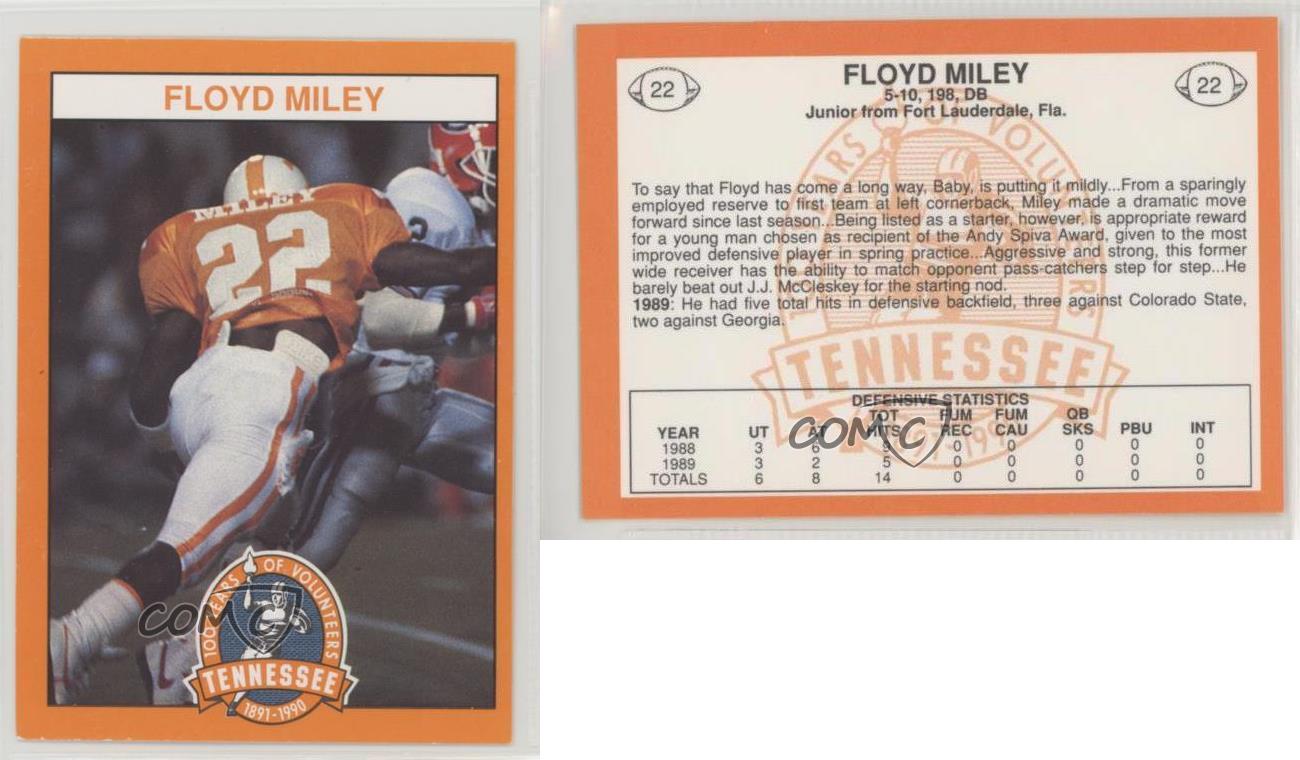 FLOYD MILEY
MILEY
22
100 YEARS OF VOLUNTEERS
TENNESSEE
1891-1990
COMC
22
FLOYD MILEY
22
5-10, 198, DB
Junior from Fort Lauderdale, Fla.
To say that Floyd has come a long way, Baby, is putting it mildly...From a sparingly
employed reserve to first team at left cornerback, Miley made a dramatic move
forward since last season...Being listed as a starter, however, is appropriate reward
for a young man chosen as recipient of the Andy Spiva Award, given to the most
improved defensive player in spring practice...Aggressive and strong, this former
wide receiver has the ability to match opponent pass-catchers step for step...He
barely beat out J.J. McCleskey for the starting nod.
1989: He had five total hits in defensive backfield, three against Colorado State,
two against Georgia.
TENNESSEE
DEFENSIVE STATISTICS
YEAR UT AT TOT HITS FUM REC FUM CAU QB SKS PBU INT
1988 3 6 9 0 0 0 0 0
1989 3 2 5 0 0 0 0 0
TOTALS 6 8 14 0 0 0 0 0
COMC